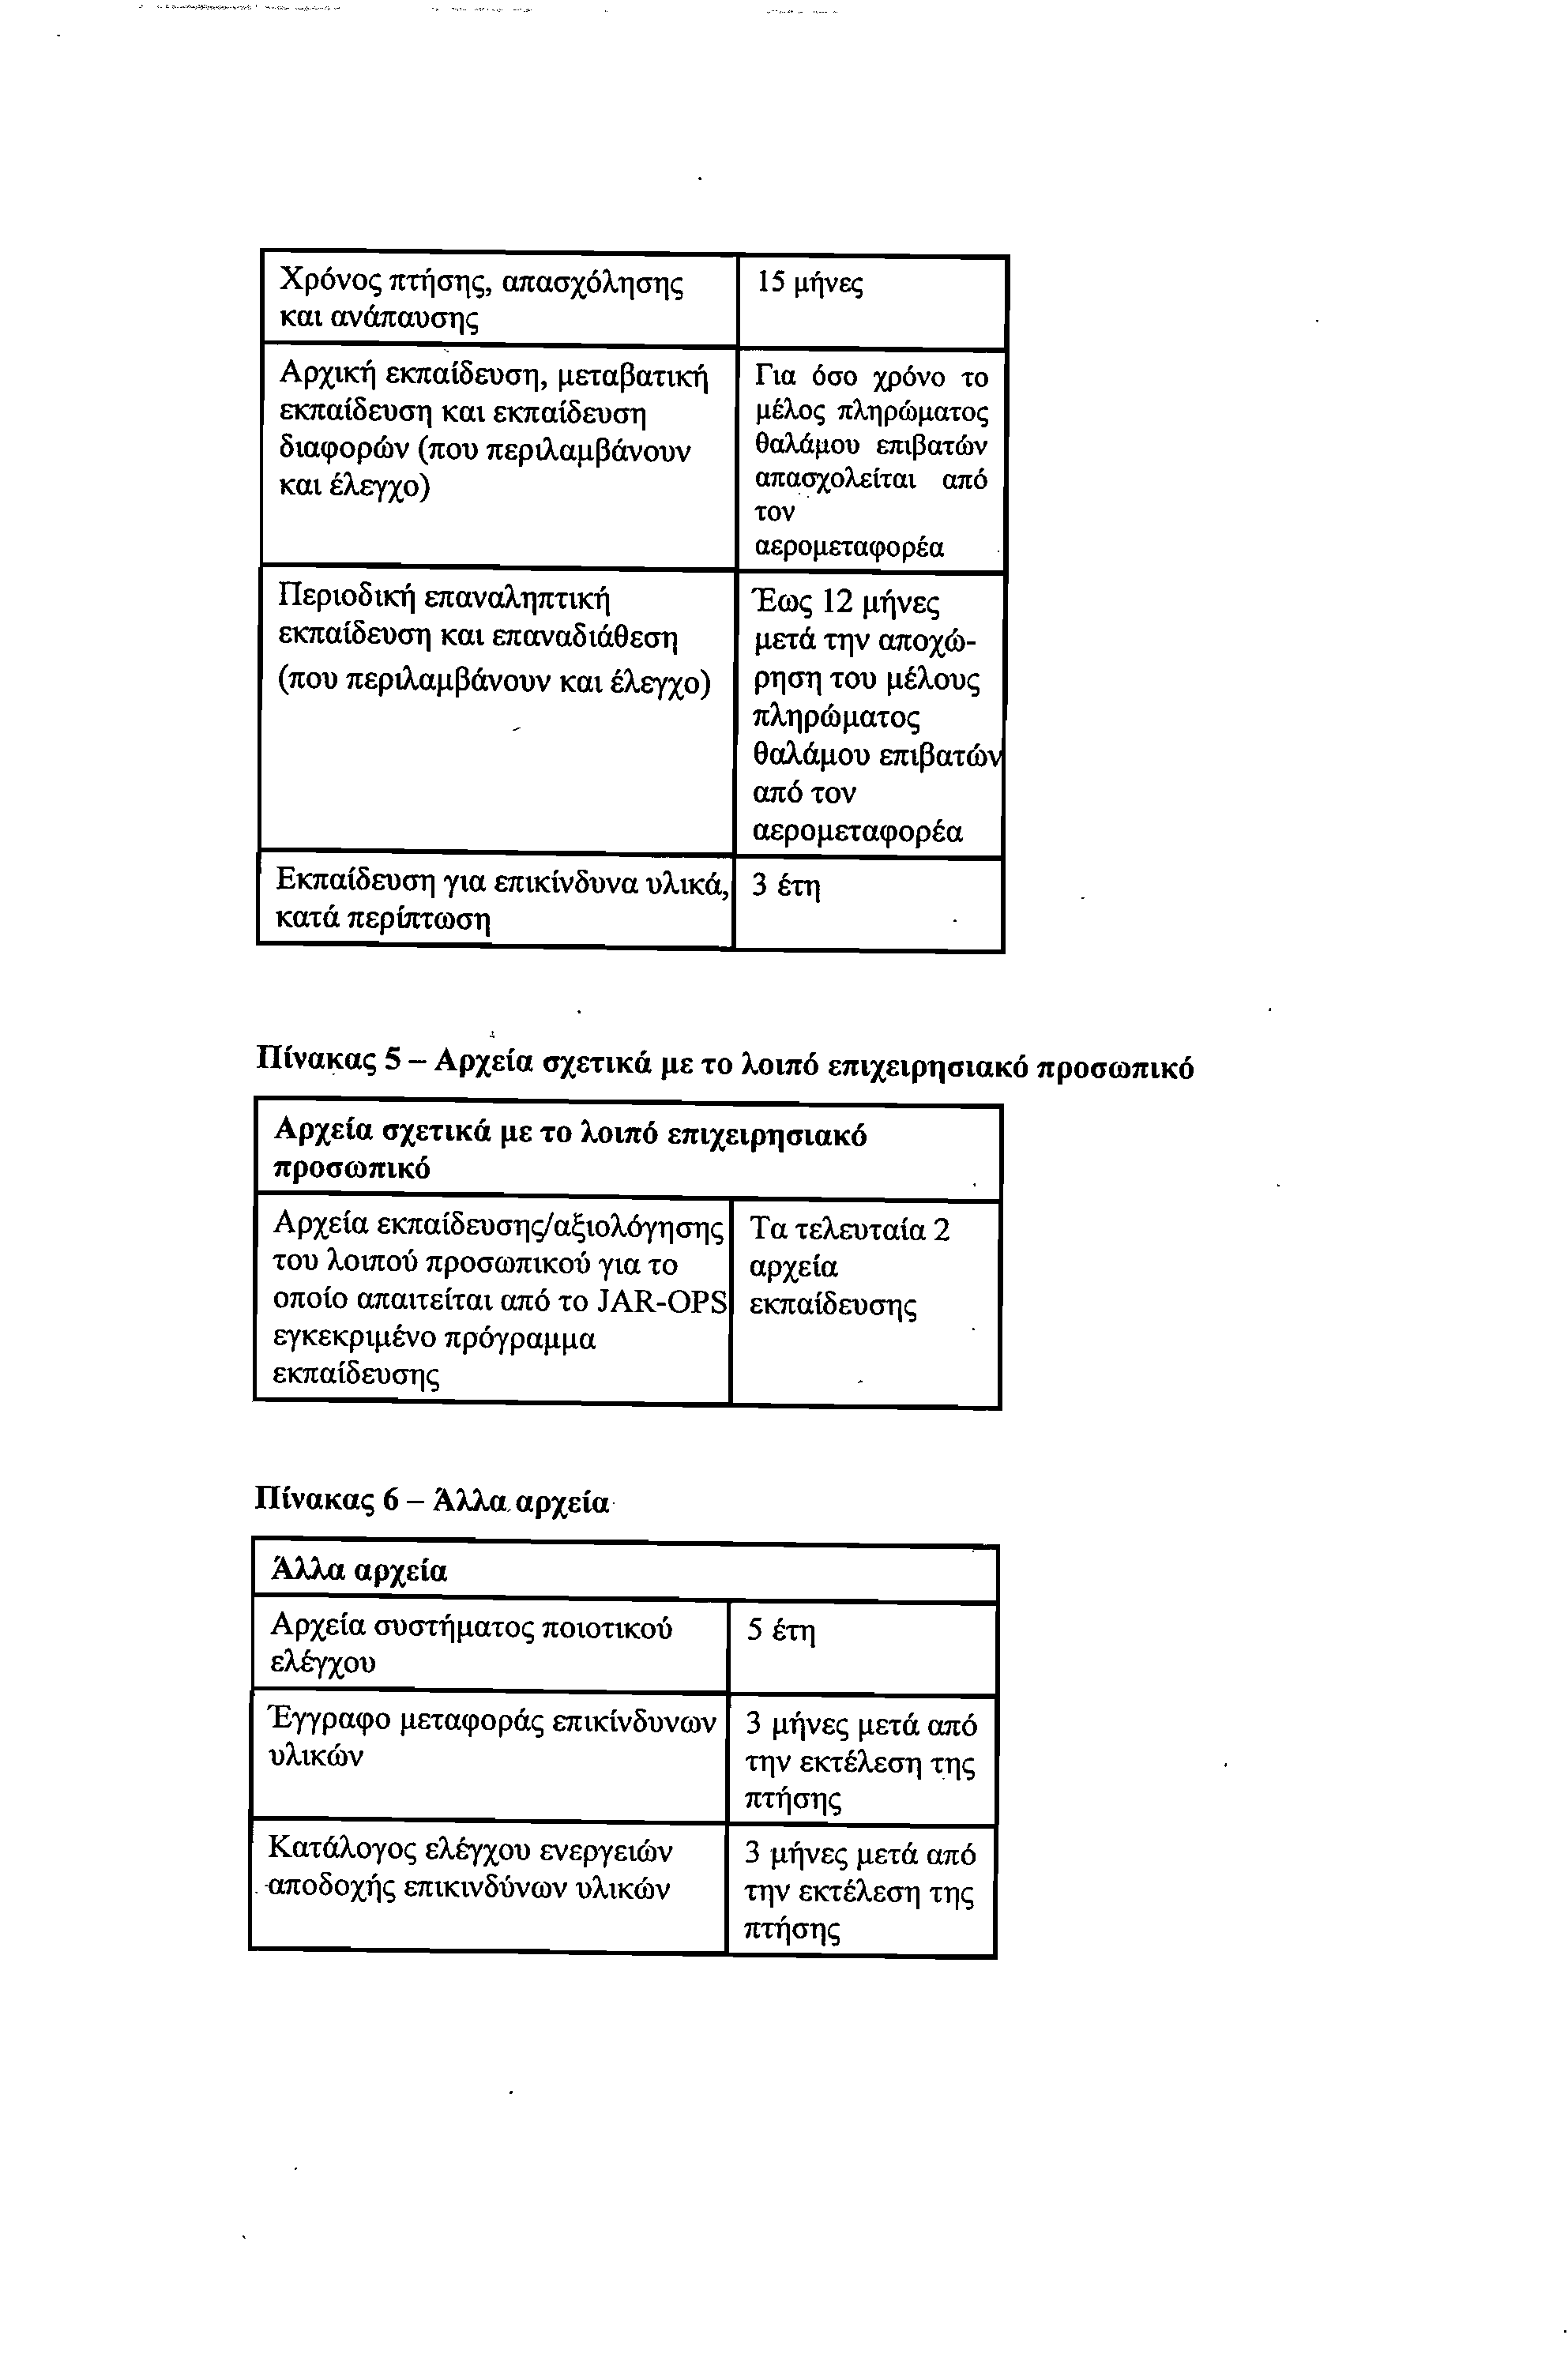 Χρόνος πτήσης, απασχόλησης
και ανάπαυσης
15 μήνες
Αρχική εκπαίδευση, μεταβατική
εκπαίδευση και εκπαίδευση
διαφορών (που περιλαμβάνουν
και έλεγχο)
Για όσο χρόνο το
μέλος πληρώματος
θαλάμου επιβατών
απασχολείται από
τον
αερομεταφορέα
Περιοδική επαναληπτική
εκπαίδευση και επαναδιάθεση
(που περιλαμβάνουν και έλεγχο)
Έως 12 μήνες
μετά την αποχώ-
ρηση του μέλους
πληρώματος
θαλάμου επιβατών
από τον
αερομεταφορέα
Εκπαίδευση για επικίνδυνα υλικά,
κατά περίπτωση
3 έτη
Πίνακας 5 – Αρχεία σχετικά με το λοιπό επιχειρησιακό προσωπικό
Αρχεία σχετικά με το λοιπό επιχειρησιακό
προσωπικό
Αρχεία εκπαίδευσης/αξιολόγησης
του λοιπού προσωπικού για το
οποίο απαιτείται από το JAR-OPS
εγκεκριμένο πρόγραμμα
εκπαίδευσης
Τα τελευταία 2
αρχεία
εκπαίδευσης
Πίνακας 6 – Άλλα αρχεία
Άλλα αρχεία
Αρχεία συστήματος ποιοτικού
ελέγχου
5 έτη
Έγγραφο μεταφοράς επικίνδυνων
υλικών
3 μήνες μετά από
την εκτέλεση της
πτήσης
Κατάλογος ελέγχου ενεργειών
αποδοχής επικινδύνων υλικών
3 μήνες μετά από
την εκτέλεση της
πτήσης